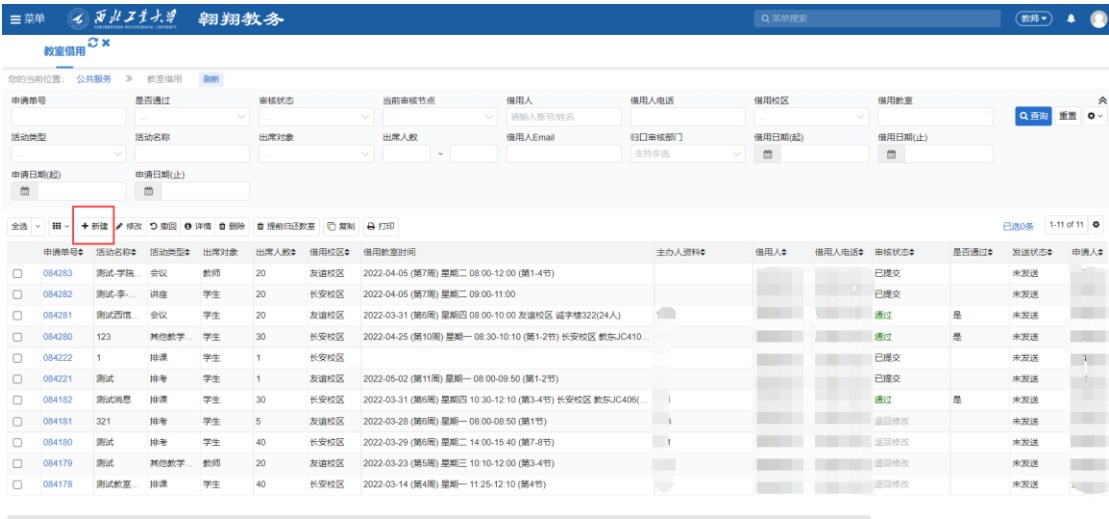 菜单 西北工业大学 翱翔教务 菜单搜索 教师
教室借用
您的当前位置： 公共服务 》 教室借用 刷新
申请单号 是否通过 审核状态 当前审核节点 借用人 借用人电话 借用校区 借用教室
... ... ... 请输入账号/姓名 ... 查询 重置
活动类型 活动名称 出席对象 出席人数 借用人Email 归口审核部门 借用日期(起) 借用日期(止)
... ... ~ 支持多选
申请日期(起) 申请日期(止)
全选 新建 修改 撤回 详情 删除 提前归还教室 复制 打印 已选0条 1-11 of 11
申请单号 活动名称 活动类型 出席对象 出席人数 借用校区 借用教室时间 主办人资料 借用人 借用人电话 审核状态 是否通过 发送状态 申请人
084283 测试-学院... 会议 教师 20 友谊校区 2022-04-05 (第7周) 星期二 08:00-12:00 (第1-4节) 已提交 未发送
084282 测试-李-... 讲座 学生 20 长安校区 2022-04-05 (第7周) 星期二 09:00-11:00 已提交 未发送
084281 测试西馆... 会议 学生 20 友谊校区 2022-03-31 (第6周) 星期四 08:00-10:00 友谊校区 诚字楼322(24人) 通过 是 未发送
084280 123 其他教学... 学生 30 长安校区 2022-04-25 (第10周) 星期一 08:30-10:10 (第1-2节) 长安校区 教东JC410... 通过 是 未发送
084222 1 排课 学生 1 长安校区 已提交 未发送
084221 测试 排考 学生 1 友谊校区 2022-05-02 (第11周) 星期一 08:00-09:50 (第1-2节) 已提交 未发送
084182 测试消息 排课 学生 30 长安校区 2022-03-31 (第6周) 星期四 10:30-12:10 (第3-4节) 长安校区 教东JC406(... 通过 是 未发送
084181 321 排考 学生 5 友谊校区 2022-03-28 (第6周) 星期一 08:00-08:50 (第1节) 退回修改 未发送
084180 测试 排考 学生 40 长安校区 2022-03-29 (第6周) 星期二 14:00-15:40 (第7-8节) 退回修改 未发送
084179 测试 其他教学... 教师 20 友谊校区 2022-03-23 (第5周) 星期三 10:10-12:00 (第3-4节) 退回修改 未发送
084178 测试教室... 排课 学生 40 长安校区 2022-03-14 (第4周) 星期一 11:25-12:10 (第4节) 退回修改 未发送